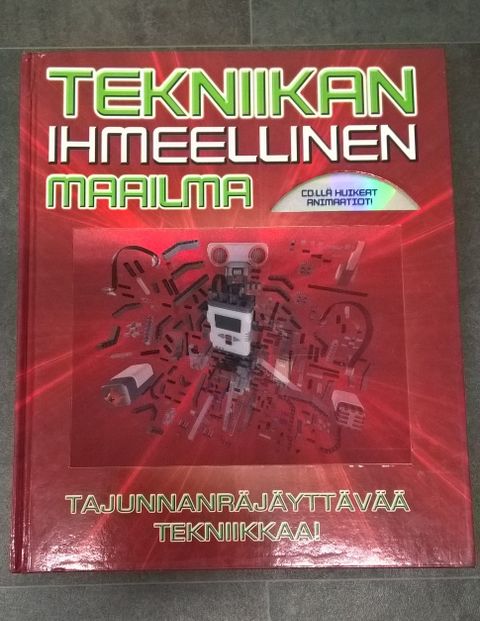 TEKNIIKAN
IHMEELLINEN
MAAILMA
CD:LLÄ HUIKEAT
ANIMAATIOT!
TAJUNNANRÄJÄYTTÄVÄÄ
TEKNIIKKAA!